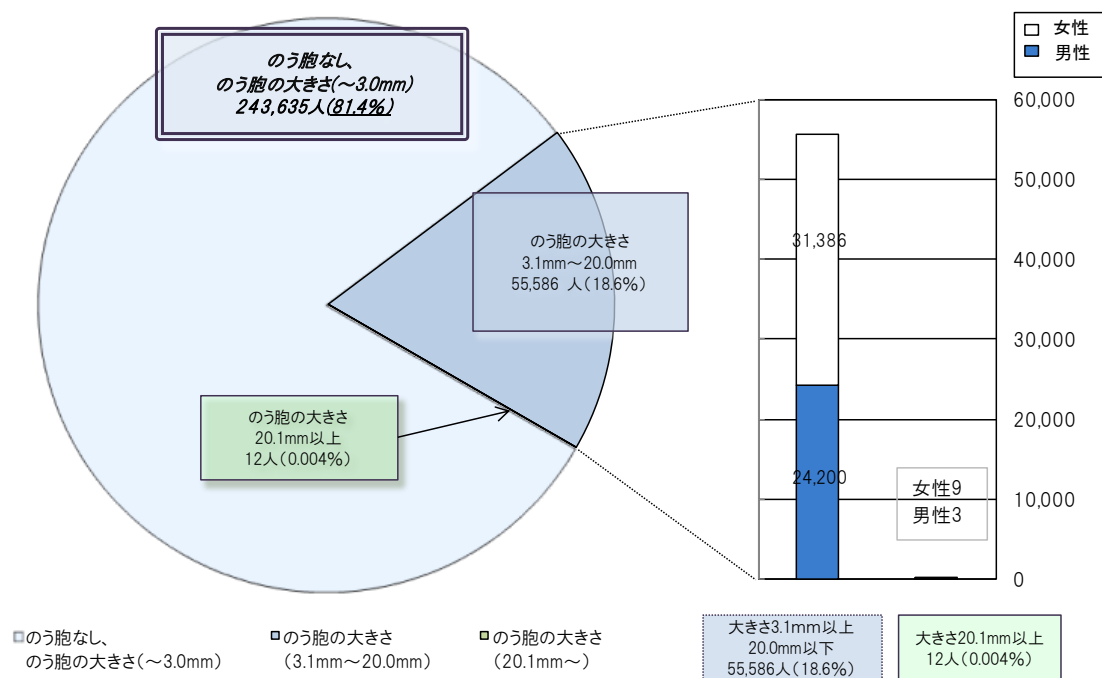 のう胞なし、
のう胞の大きさ(～3.0mm)
243,635人(81.4%)
のう胞の大きさ
3.1mm～20.0mm
55,586 人(18.6%)
のう胞の大きさ
20.1mm以上
12人(0.004%)
女性
男性
60,000
50,000
40,000
30,000
20,000
10,000
0
31,386
24,200
女性9
男性3
のう胞なし、
のう胞の大きさ(～3.0mm)
のう胞の大きさ
(3.1mm～20.0mm)
のう胞の大きさ
(20.1mm～)
大きさ3.1mm以上
20.0mm以下
55,586人(18.6%)
大きさ20.1mm以上
12人(0.004%)